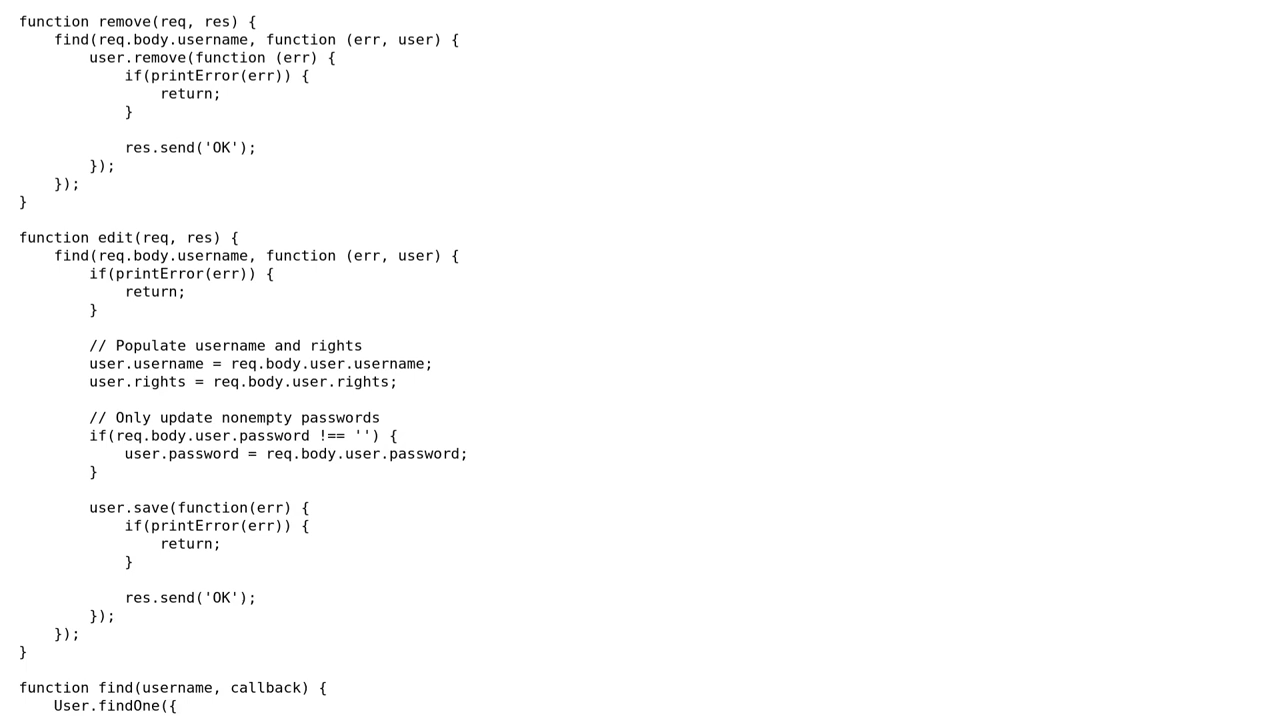 function remove(req, res) {
    find(req.body.username, function (err, user) {
        user.remove(function (err) {
            if(printError(err)) {
                return;
            }

            res.send('OK');
        });
    });
}

function edit(req, res) {
    find(req.body.username, function (err, user) {
        if(printError(err)) {
            return;
        }

        // Populate username and rights
        user.username = req.body.user.username;
        user.rights = req.body.user.rights;

        // Only update nonempty passwords
        if(req.body.user.password !== '') {
            user.password = req.body.user.password;
        }

        user.save(function(err) {
            if(printError(err)) {
                return;
            }

            res.send('OK');
        });
    });
}

function find(username, callback) {
    User.findOne({